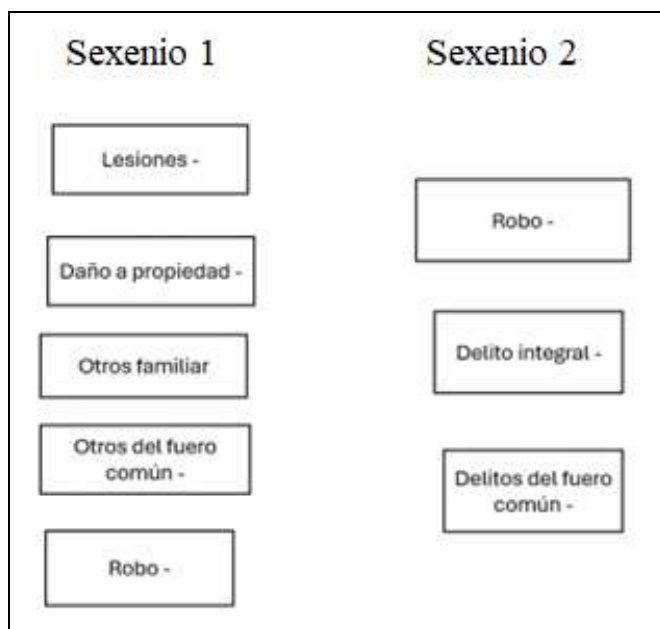 Sexenio 1
Lesiones -
Daño a propiedad -
Otros familiar
Otros del fuero
común -
Robo -
Sexenio 2
Robo -
Delito integral -
Delitos del fuero
común -